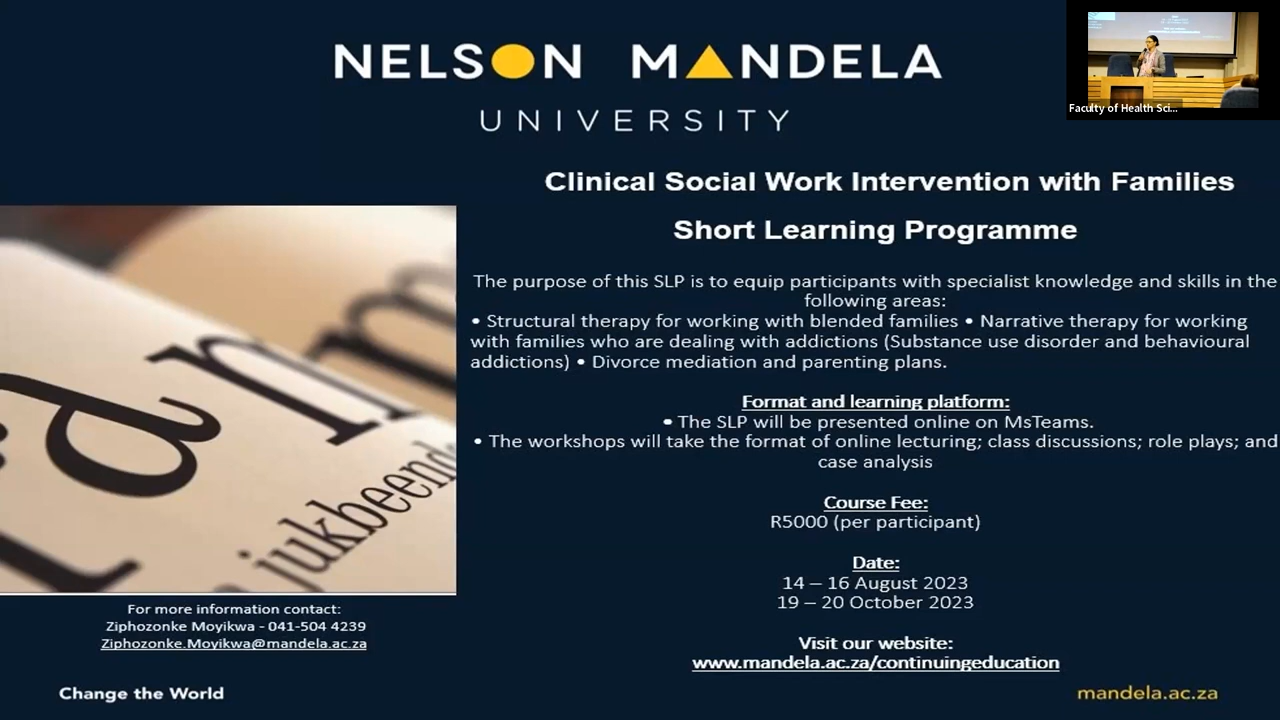 NELSON MANDELA
UNIVERSITY
Faculty of Health Sci...
Clinical Social Work Intervention with Families
Short Learning Programme
The purpose of this SLP is to equip participants with specialist knowledge and skills in the
following areas:
• Structural therapy for working with blended families • Narrative therapy for working
with families who are dealing with addictions (Substance use disorder and behavioural
addictions) • Divorce mediation and parenting plans.
Format and learning platform:
• The SLP will be presented online on MsTeams.
• The workshops will take the format of online lecturing; class discussions; role plays; and
case analysis
Course Fee:
R5000 (per participant)
Date:
14 – 16 August 2023
19 – 20 October 2023
Visit our website:
www.mandela.ac.za/continuingeducation
jukbeend
For more information contact:
Ziphozonke Moyikwa - 041-504 4239
Ziphozonke.Moyikwa@mandela.ac.za
Change the World
mandela.ac.za